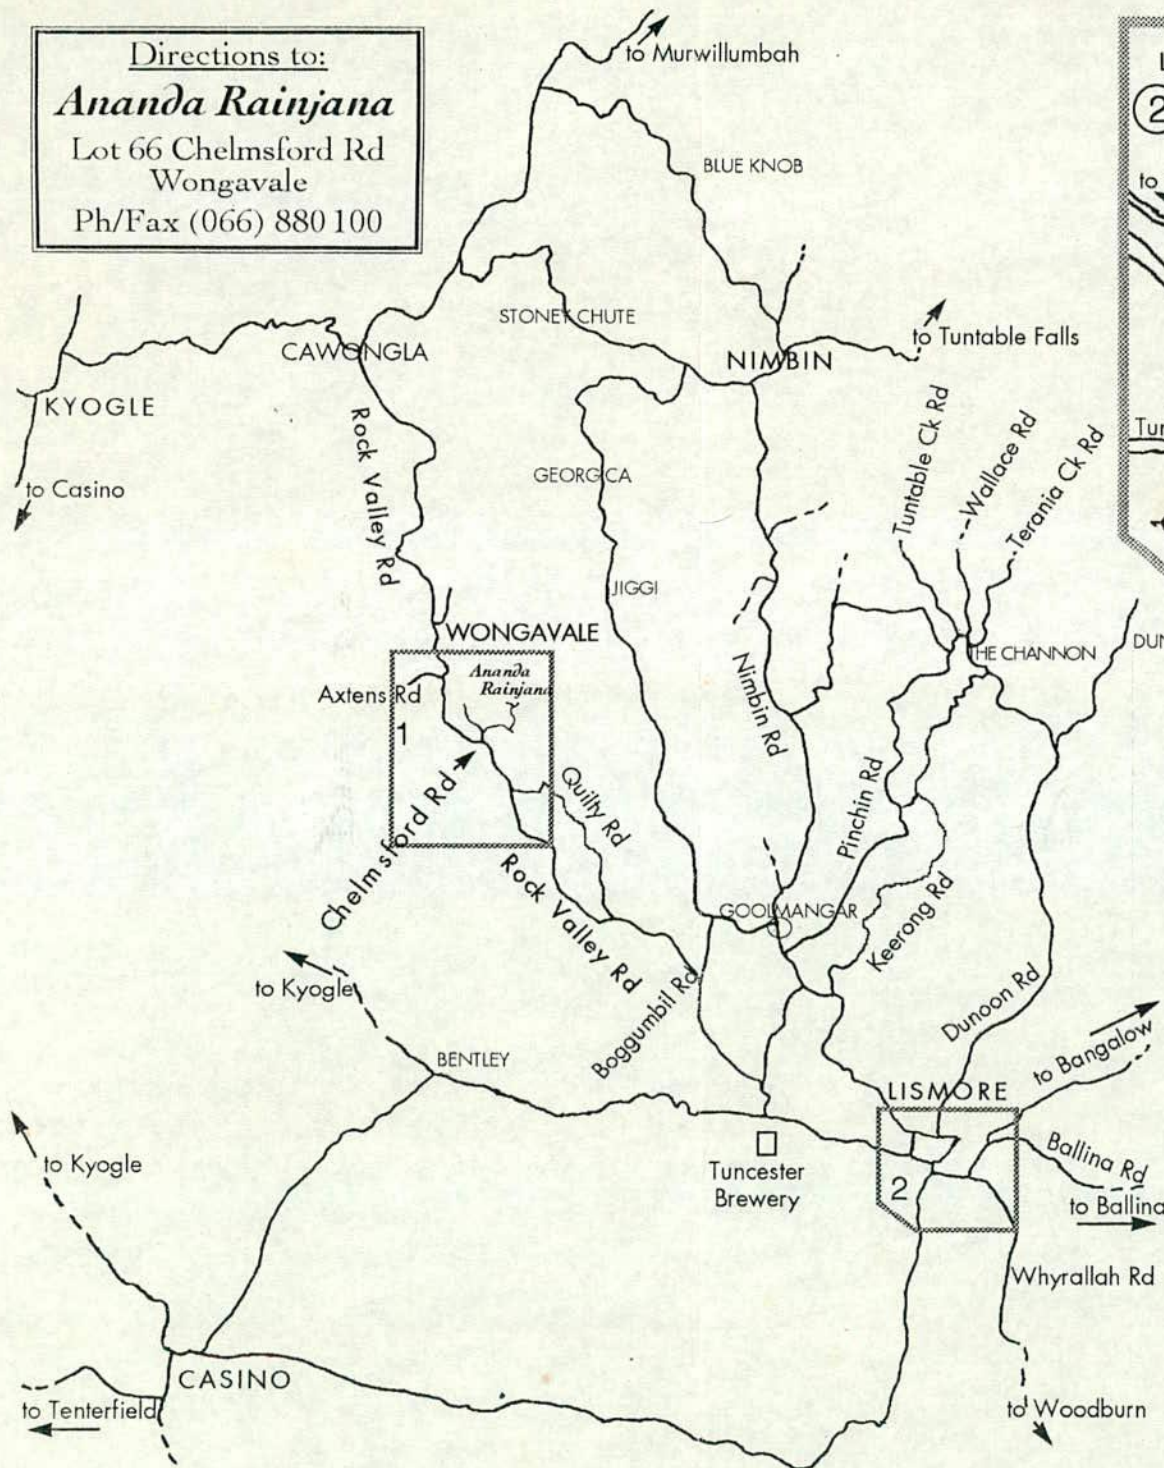 Directions to:
Ananda Rainjana
Lot 66 Chelmsford Rd
Wongavale
Ph/Fax (066) 880 100
to Murwillumbah
BLUE KNOB
2
to
STONEY CHUTE
CAWONGLA
NIMBIN
to Tuntable Falls
KYOGLE
Rock Valley Rd
Tuntable Ck Rd
Wallace Rd
Terania Ck Rd
to Casino
GEORGICA
JIGGI
WONGAVALE
THE CHANNON
Ananda
Rainjana
Axtens Rd
1
Nimbin Rd
Chelmsford Rd
Quilty Rd
Pinchin Rd
Rock Valley Rd
GOOLMANGAR
Keerong Rd
to Kyogle
Boggumbil Rd
Dunoon Rd
BENTLEY
to Bangalow
LISMORE
to Kyogle
Tuncester
Brewery
2
Ballina Rd
to Ballina
Whyrallah Rd
CASINO
to Tenterfield
to Woodburn